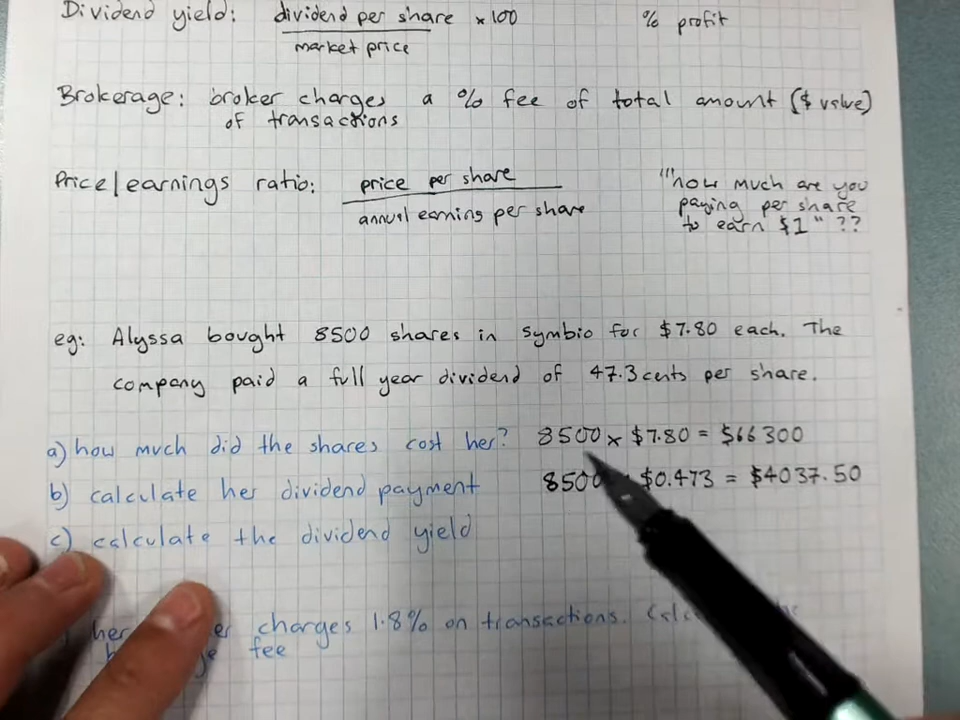 Dividend yield: dividend per share × 100 % profit
market price
Brokerage: broker charges a % fee of total amount ($ value)
of transactions
Price/earnings ratio: price per share
annual earning per share
"how much are you
paying per share
to earn $1" ??
eg: Alyssa bought 8500 shares in symbio for $7.80 each. The
company paid a full year dividend of 47.3 cents per share.
a) how much did the shares cost her? 8500 × $7.80 = $66300
b) calculate her dividend payment 8500 $0.473 = $4037.50
c) calculate the dividend yield
her charges 1.8% on transactions.
fee